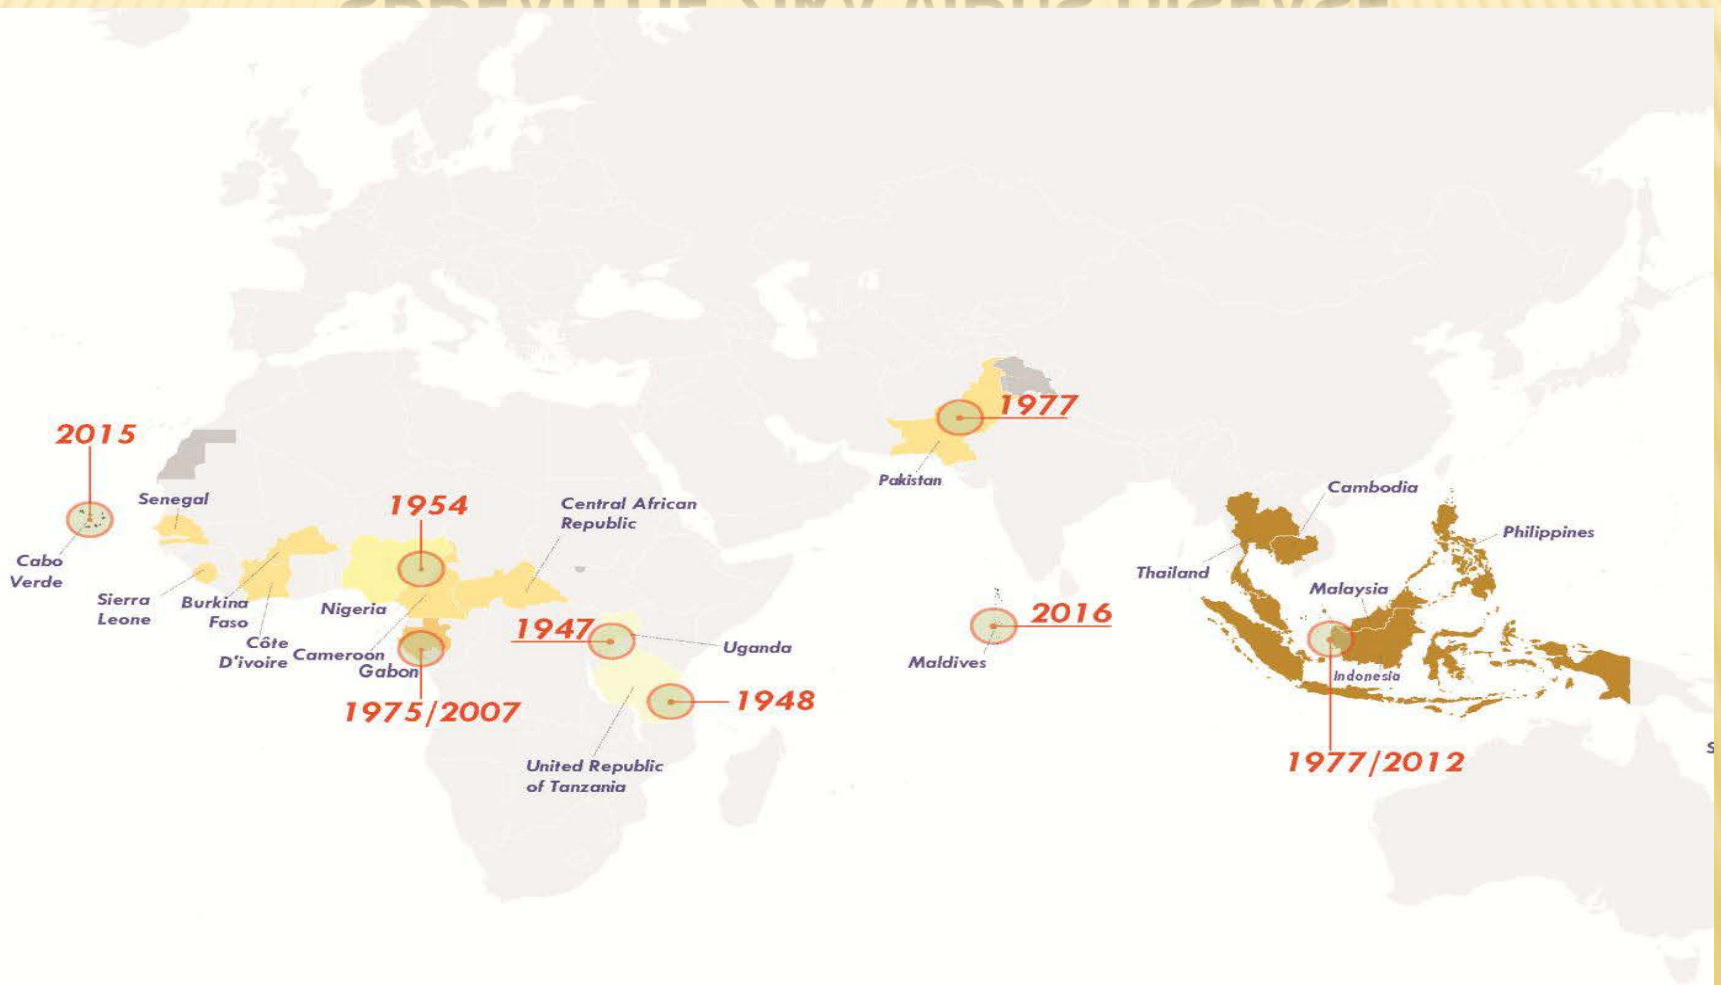 2015
Cabo
Verde
Senegal
Sierra
Leone
Burkina
Faso
Côte
D'ivoire
1954
Nigeria
Cameroon
Gabon
1975/2007
Central African
Republic
1947
Uganda
1948
United Republic
of Tanzania
1977
Pakistan
2016
Maldives
Cambodia
Philippines
Thailand
Malaysia
Indonesia
1977/2012